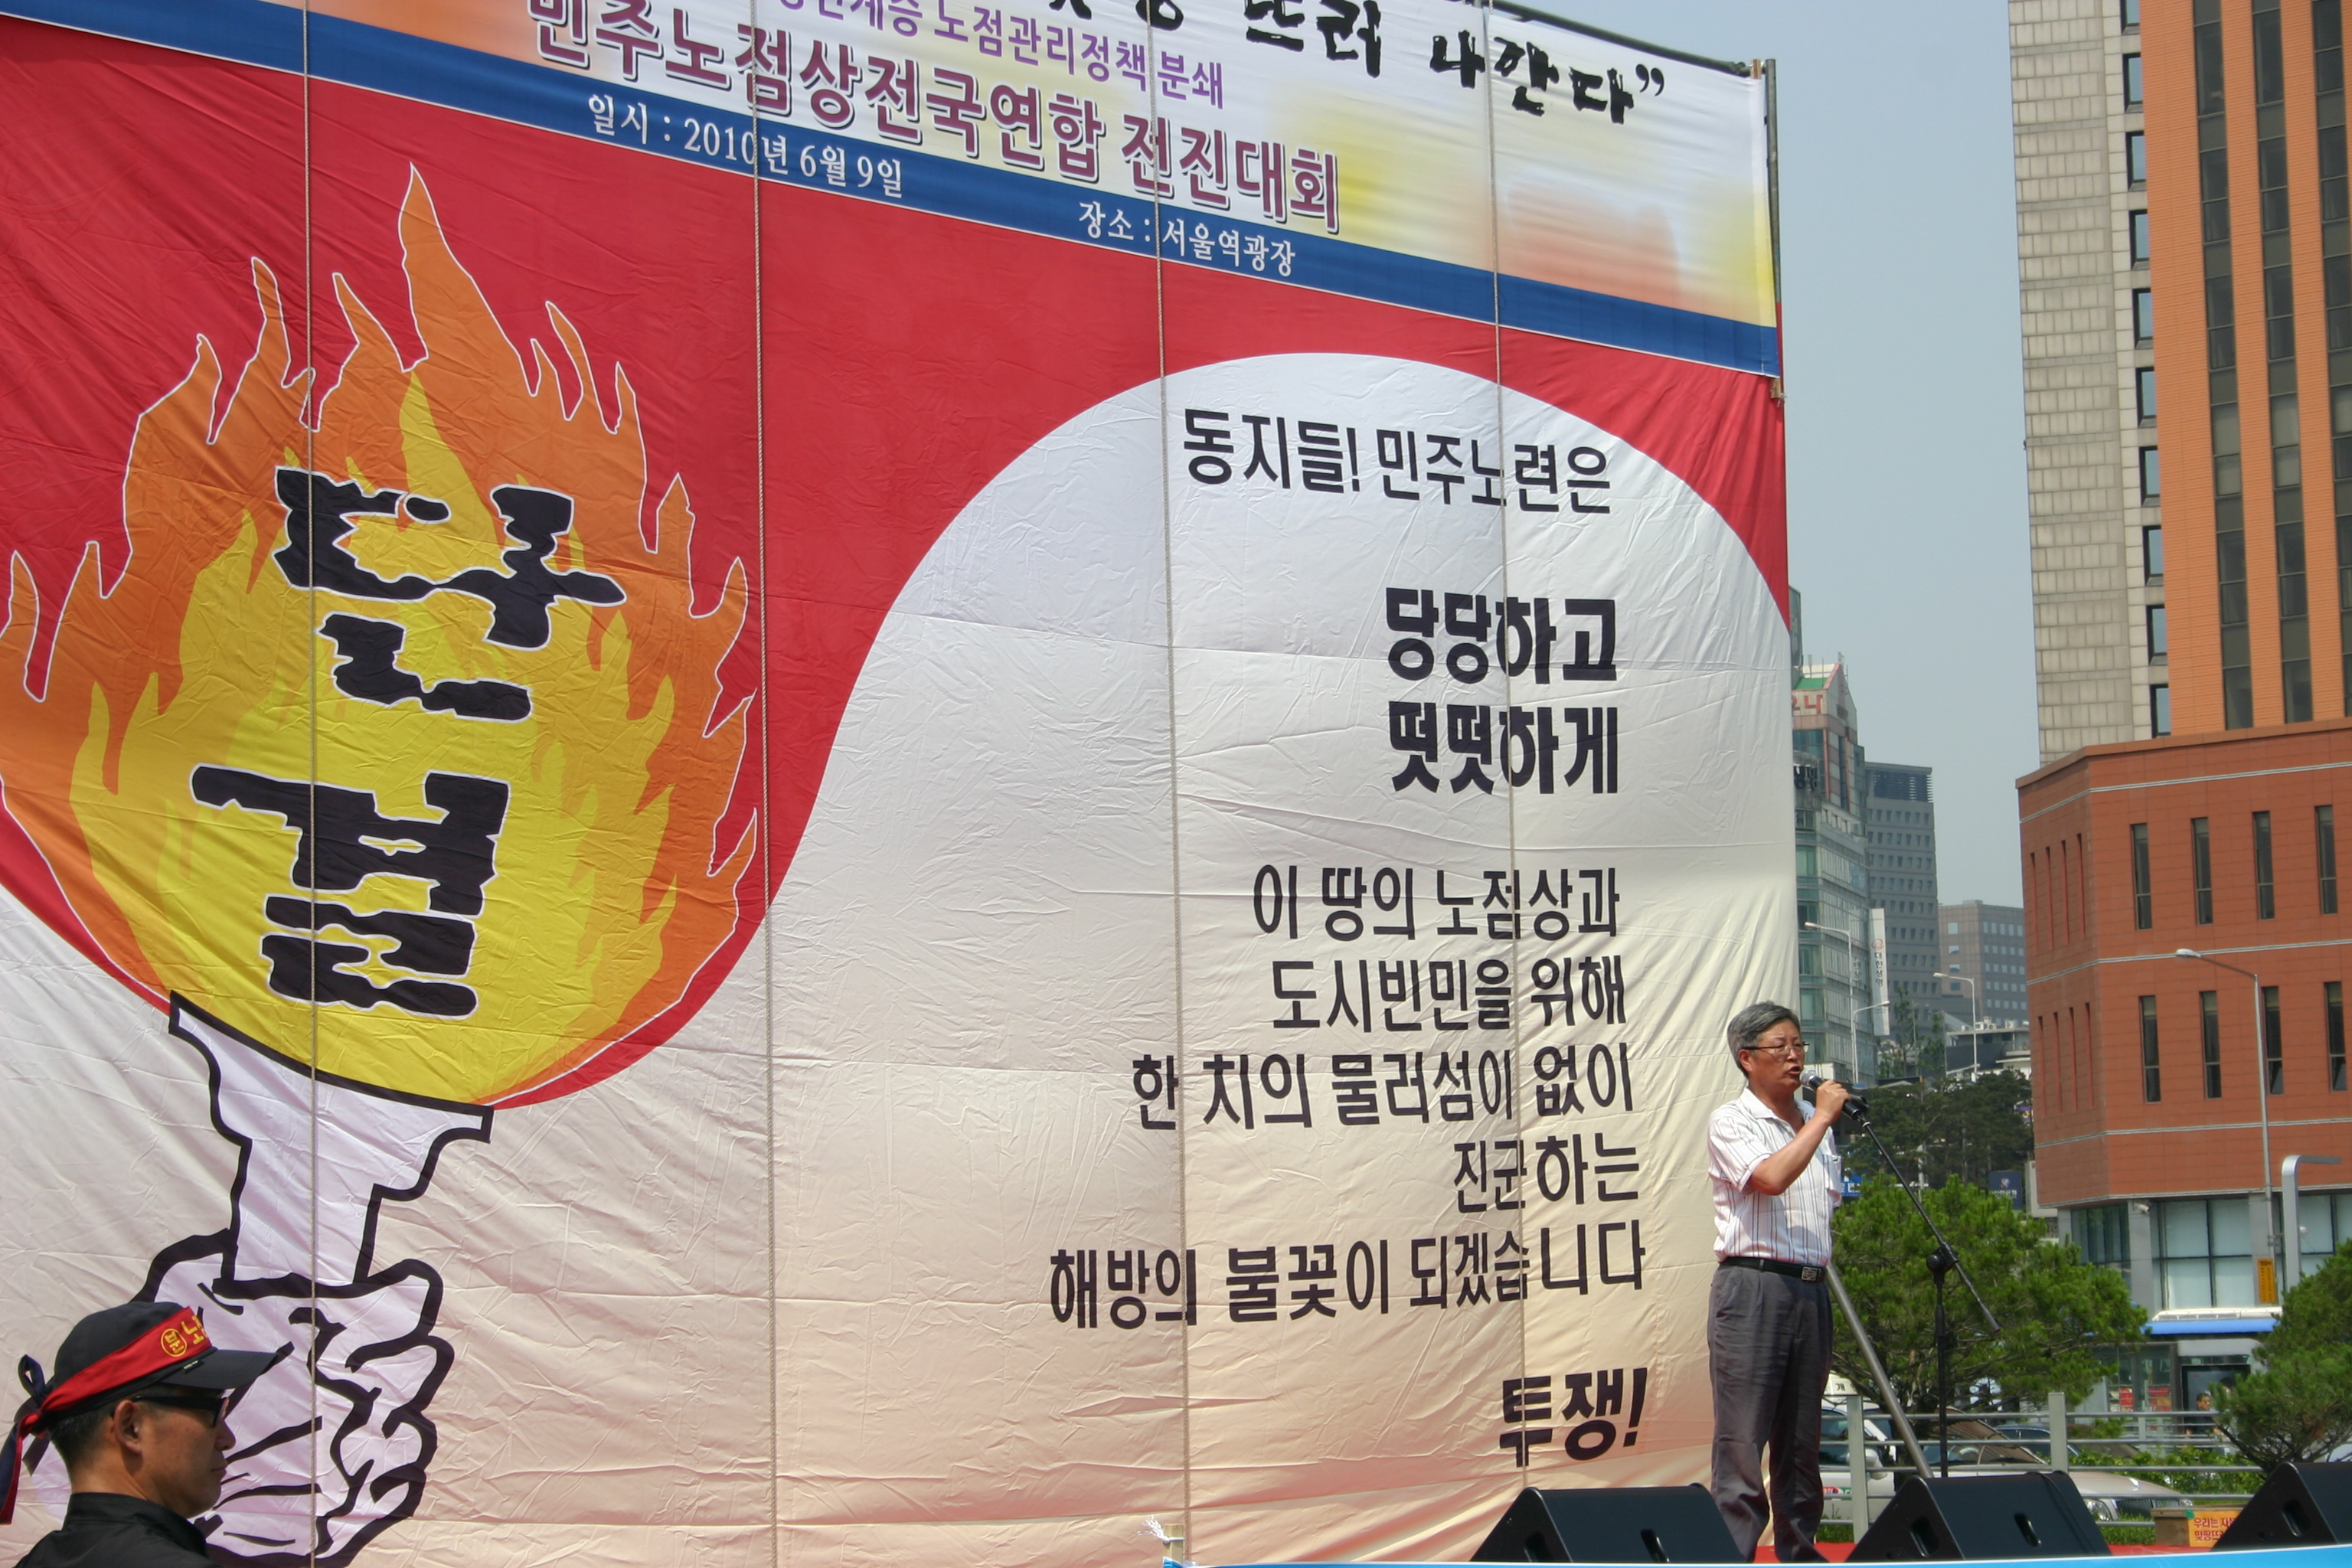 뜨러 나간다”
노점관리정책 분쇄
민주노점상전국연합 전진대회
일시 : 2010년 6월 9일
장소 : 서울역광장
단결
동지들! 민주노련은
당당하고
떳떳하게
이 땅의 노점상과
도시빈민을 위해
한 치의 물러섬이 없이
진군하는
해방의 불꽃이 되겠습니다
투쟁!